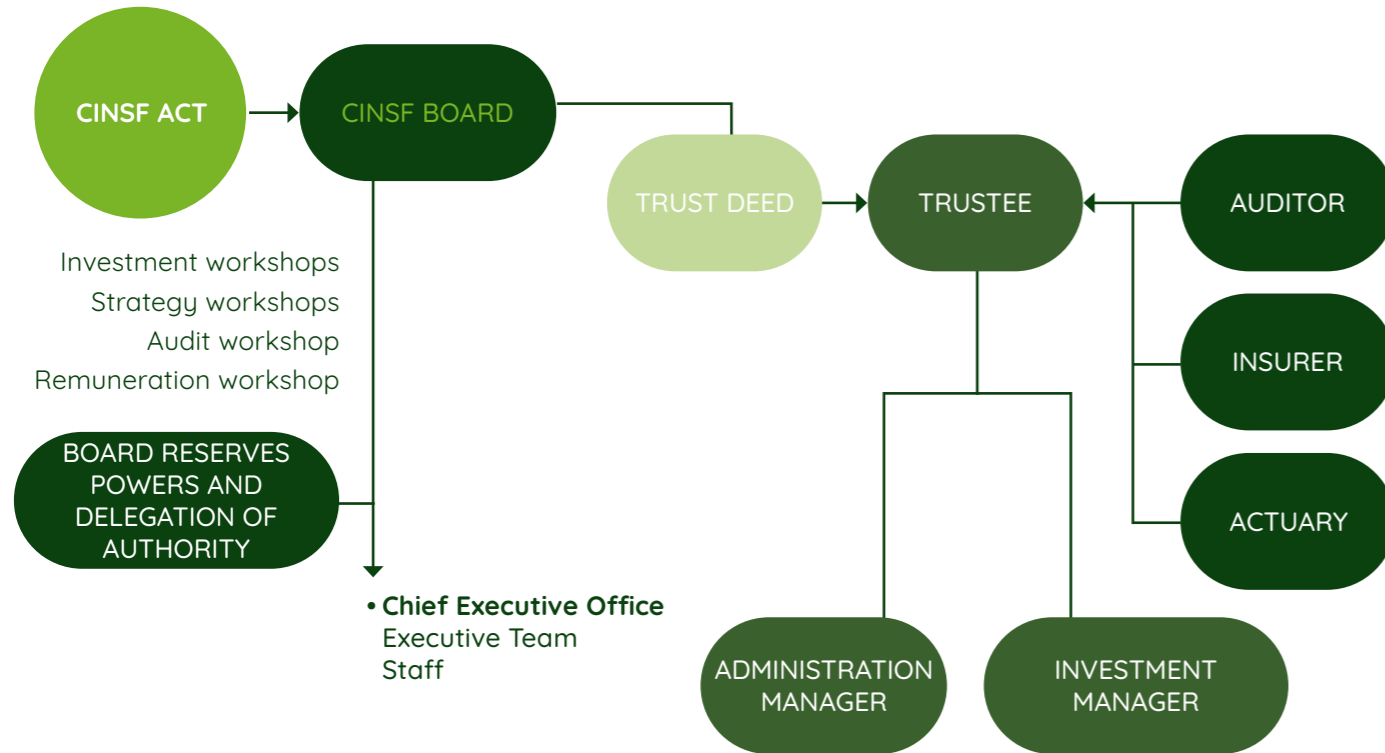 CINSF ACT
CINSF BOARD
TRUST DEED
TRUSTEE
AUDITOR
Investment workshops
Strategy workshops
Audit workshop
Remuneration workshop
INSURER
BOARD RESERVES
POWERS AND
DELEGATION OF
AUTHORITY
ACTUARY
• Chief Executive Office
Executive Team
Staff
ADMINISTRATION
MANAGER
INVESTMENT
MANAGER